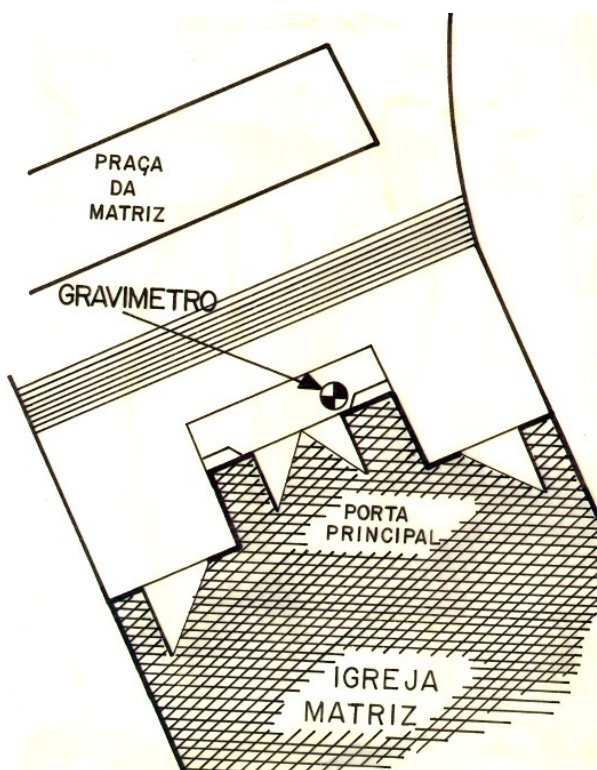 PRAÇA
DA
MATRIZ
GRAVIMETRO
PORTA
PRINCIPAL
IGREJA
MATRIZ